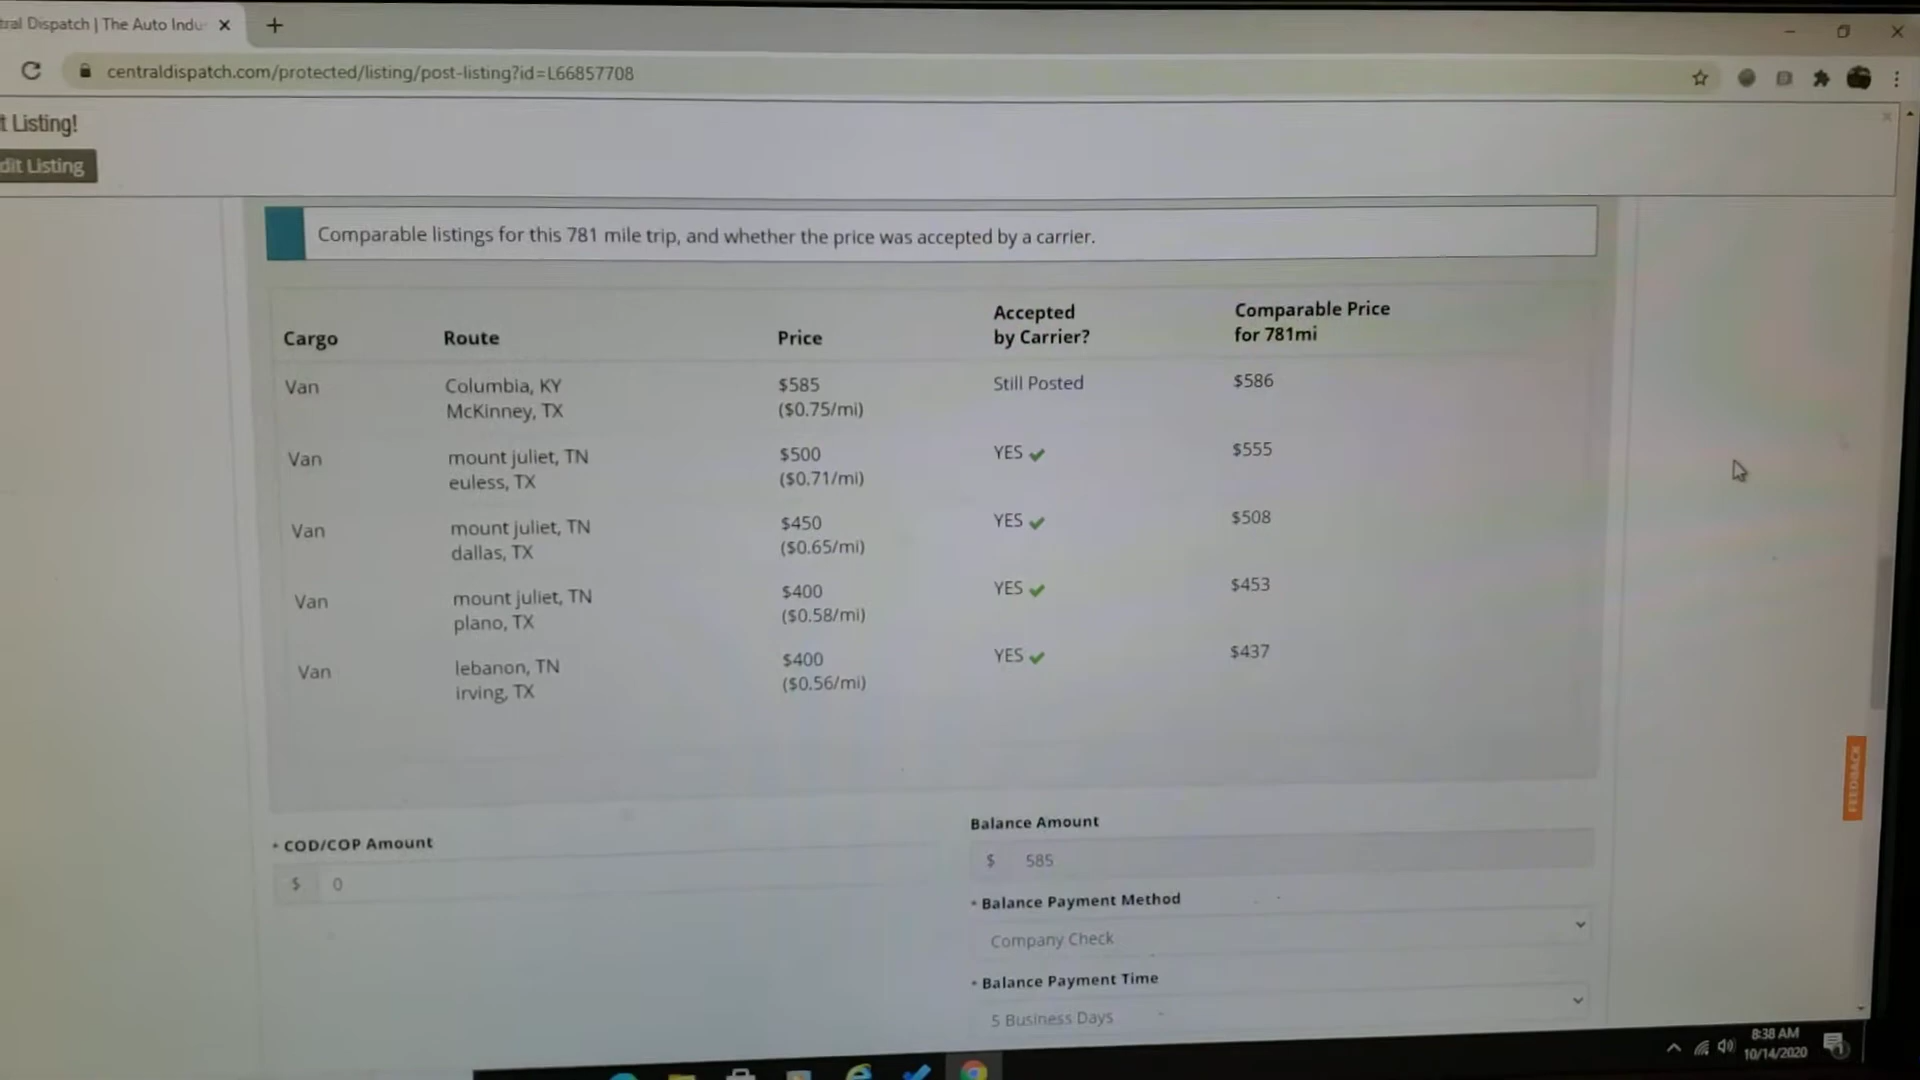 tral Dispatch | The Auto Indu
centraldispatch.com/protected/listing/post-listing?id=L66857708
t Listing!
dit Listing
Comparable listings for this 781 mile trip, and whether the price was accepted by a carrier.
Cargo Route Price Accepted by Carrier? Comparable Price for 781mi
Van Columbia, KY $585 Still Posted $586
McKinney, TX ($0.75/mi)
Van mount juliet, TN $500 YES $555
euless, TX ($0.71/mi)
Van mount juliet, TN $450 YES $508
dallas, TX ($0.65/mi)
Van mount juliet, TN $400 YES $453
plano, TX ($0.58/mi)
Van lebanon, TN $400 YES $437
irving, TX ($0.56/mi)
* COD/COP Amount
$ 0
Balance Amount
$ 585
* Balance Payment Method
Company Check
* Balance Payment Time
5 Business Days
FEEDBACK
8:38 AM
10/14/2020
1